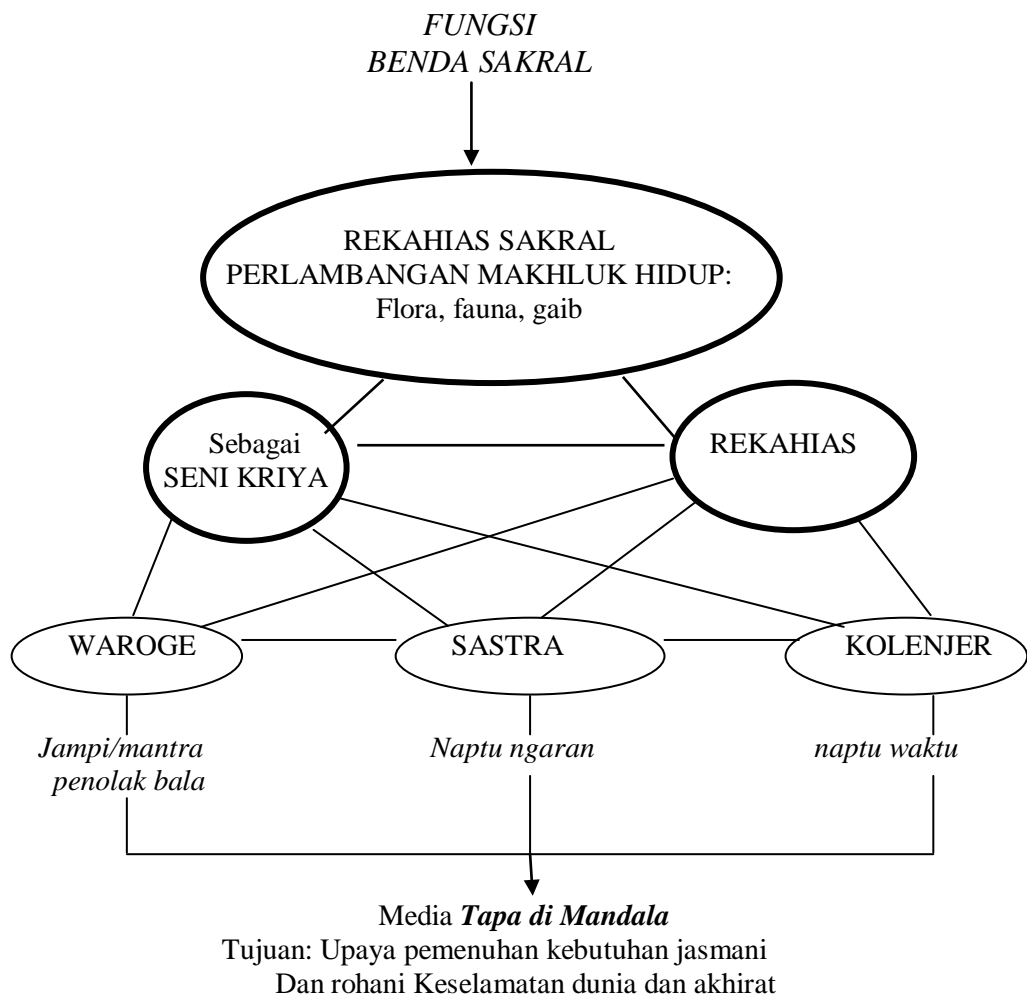 FUNGSI
BENDA SAKRAL
REKAHIAS SAKRAL
PERLAMBANGAN MAKHLUK HIDUP:
Flora, fauna, gaib
Sebagai
SENI KRIYA
REKAHIAS
WAROGE
SASTRA
KOLENJER
Jampi/mantra
penolak bala
Naptu ngaran
naptu waktu
Media Tapa di Mandala
Tujuan: Upaya pemenuhan kebutuhan jasmani
Dan rohani Keselamatan dunia dan akhirat